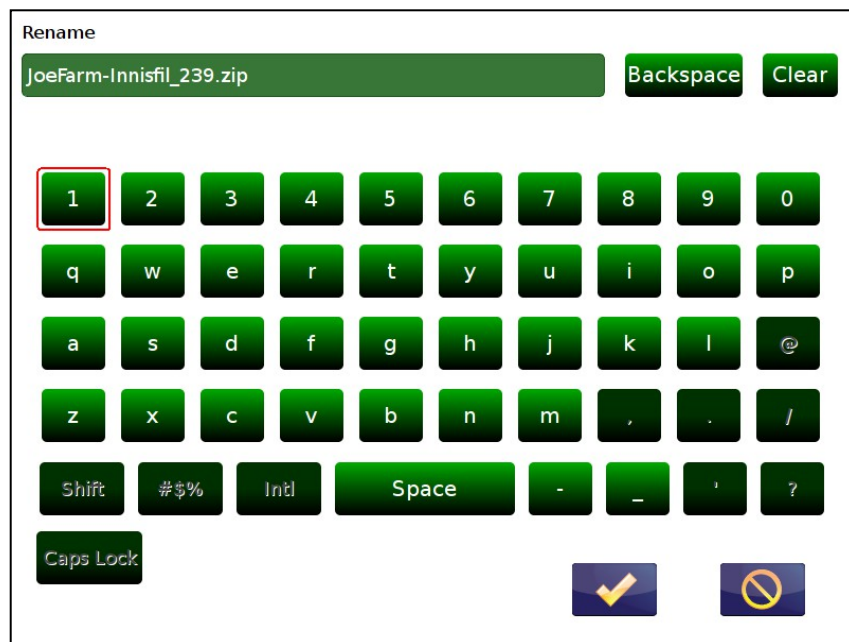 Rename
JoeFarm-Innisfil_239.zip Backspace Clear
1 2 3 4 5 6 7 8 9 0
q w e r t y u i o p
a s d f g h j k l @
z x c v b n m , . /
Shift #$% Intl Space - _ ' ?
Caps Lock